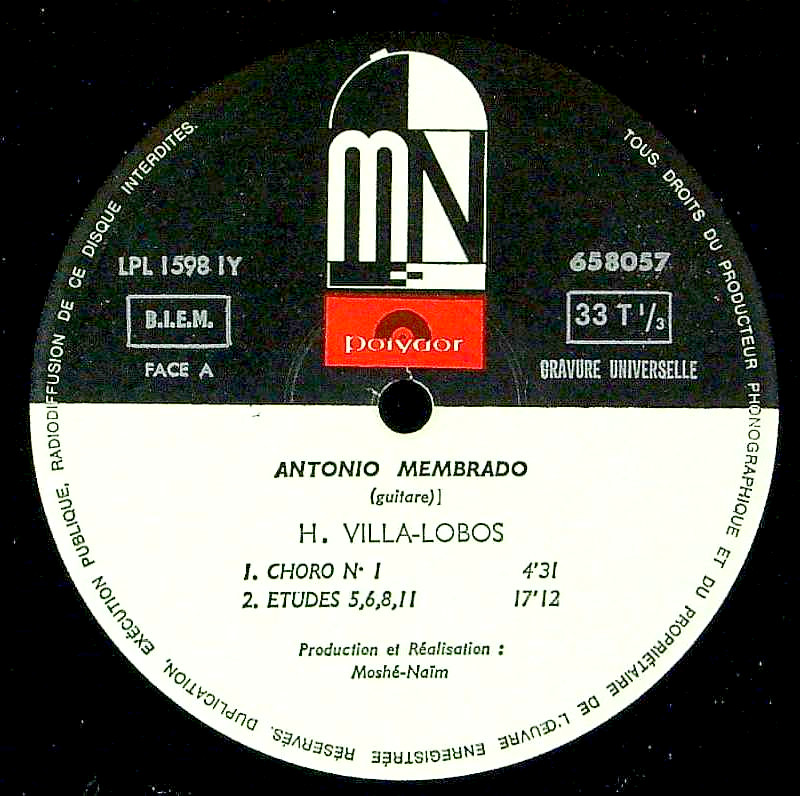 MN
LPL 1598 1Y
B.I.E.M.
FACE A
polydor
658057
33 T 1/3
GRAVURE UNIVERSELLE
ANTONIO MEMBRADO
(guitare)]
H. VILLA-LOBOS
1. CHORO N· 1 4'31
2. ETUDES 5,6,8,11 17'12
Production et Réalisation :
Moshé-Naïm
TOUS DROITS DU PRODUCTEUR PHONOGRAPHIQUE ET DU PROPRIÉTAIRE DE L'ŒUVRE ENREGISTRÉE RÉSERVÉS. DUPLICATION, EXÉCUTION PUBLIQUE, RADIODIFFUSION DE CE DISQUE INTERDITES.